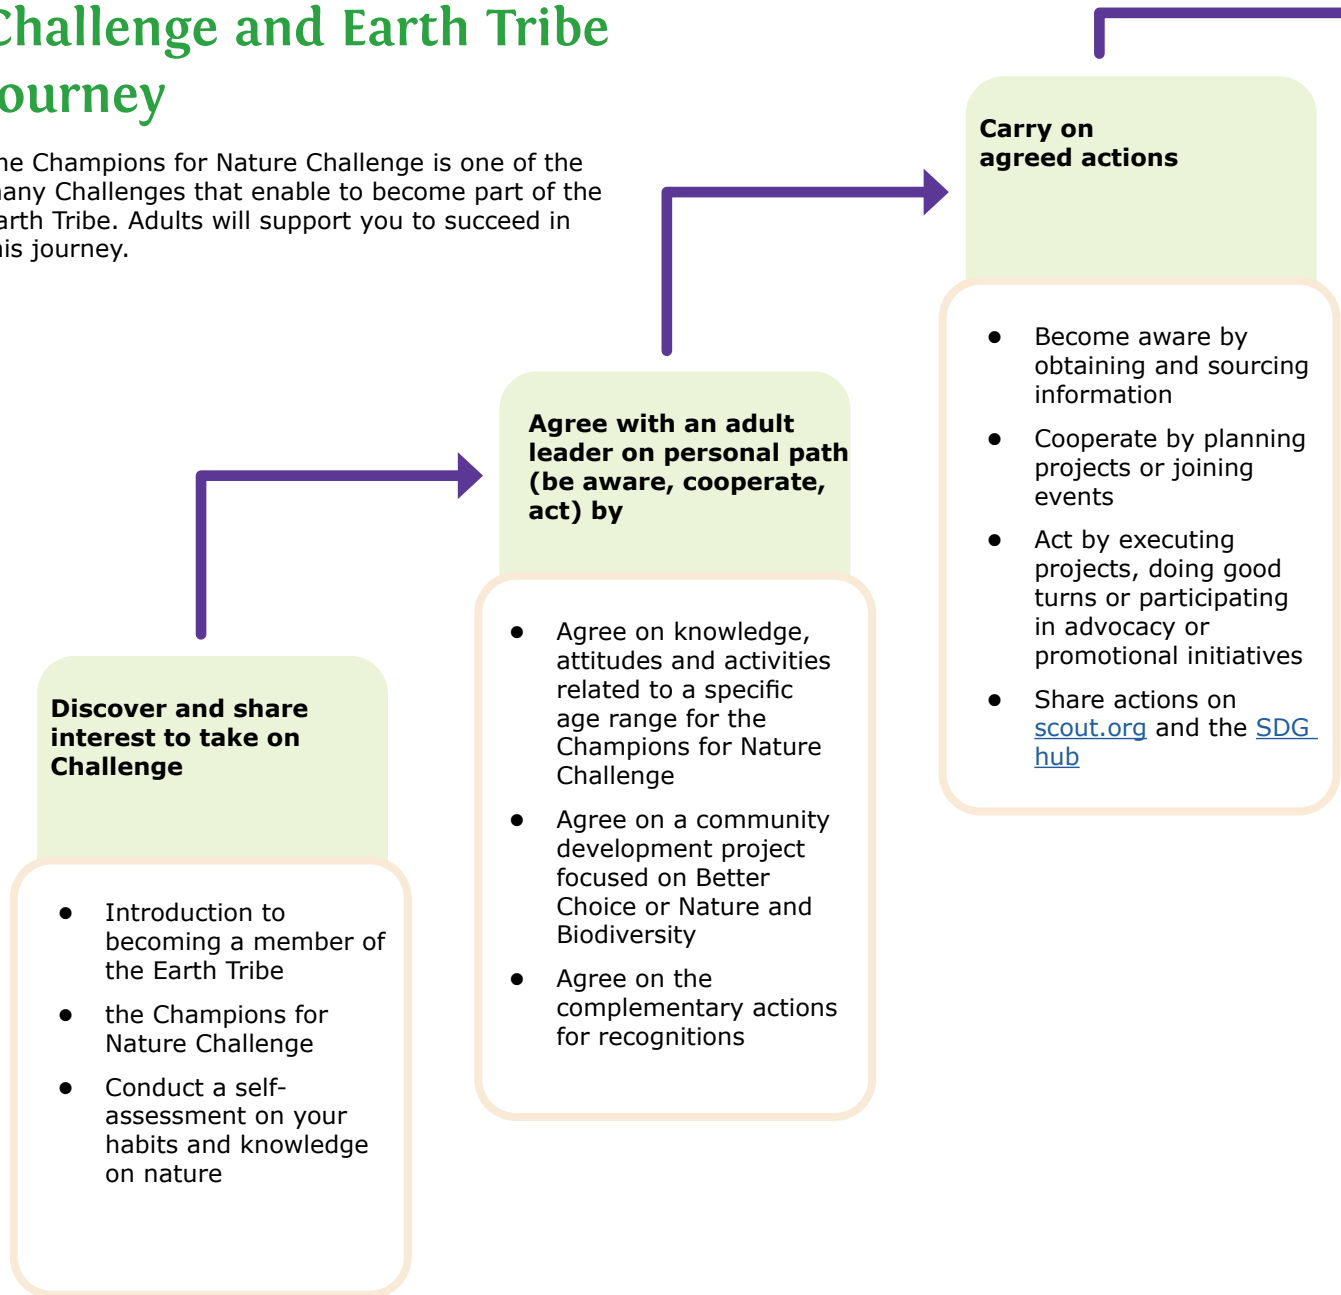 Challenge and Earth Tribe
ourney
he Champions for Nature Challenge is one of the
any Challenges that enable to become part of the
arth Tribe. Adults will support you to succeed in
his journey.
Discover and share
interest to take on
Challenge
● Introduction to
becoming a member of
the Earth Tribe
● the Champions for
Nature Challenge
● Conduct a self-
assessment on your
habits and knowledge
on nature
Agree with an adult
leader on personal path
(be aware, cooperate,
act) by
● Agree on knowledge,
attitudes and activities
related to a specific
age range for the
Champions for Nature
Challenge
● Agree on a community
development project
focused on Better
Choice or Nature and
Biodiversity
● Agree on the
complementary actions
for recognitions
Carry on
agreed actions
● Become aware by
obtaining and sourcing
information
● Cooperate by planning
projects or joining
events
● Act by executing
projects, doing good
turns or participating
in advocacy or
promotional initiatives
● Share actions on
scout.org and the SDG
hub